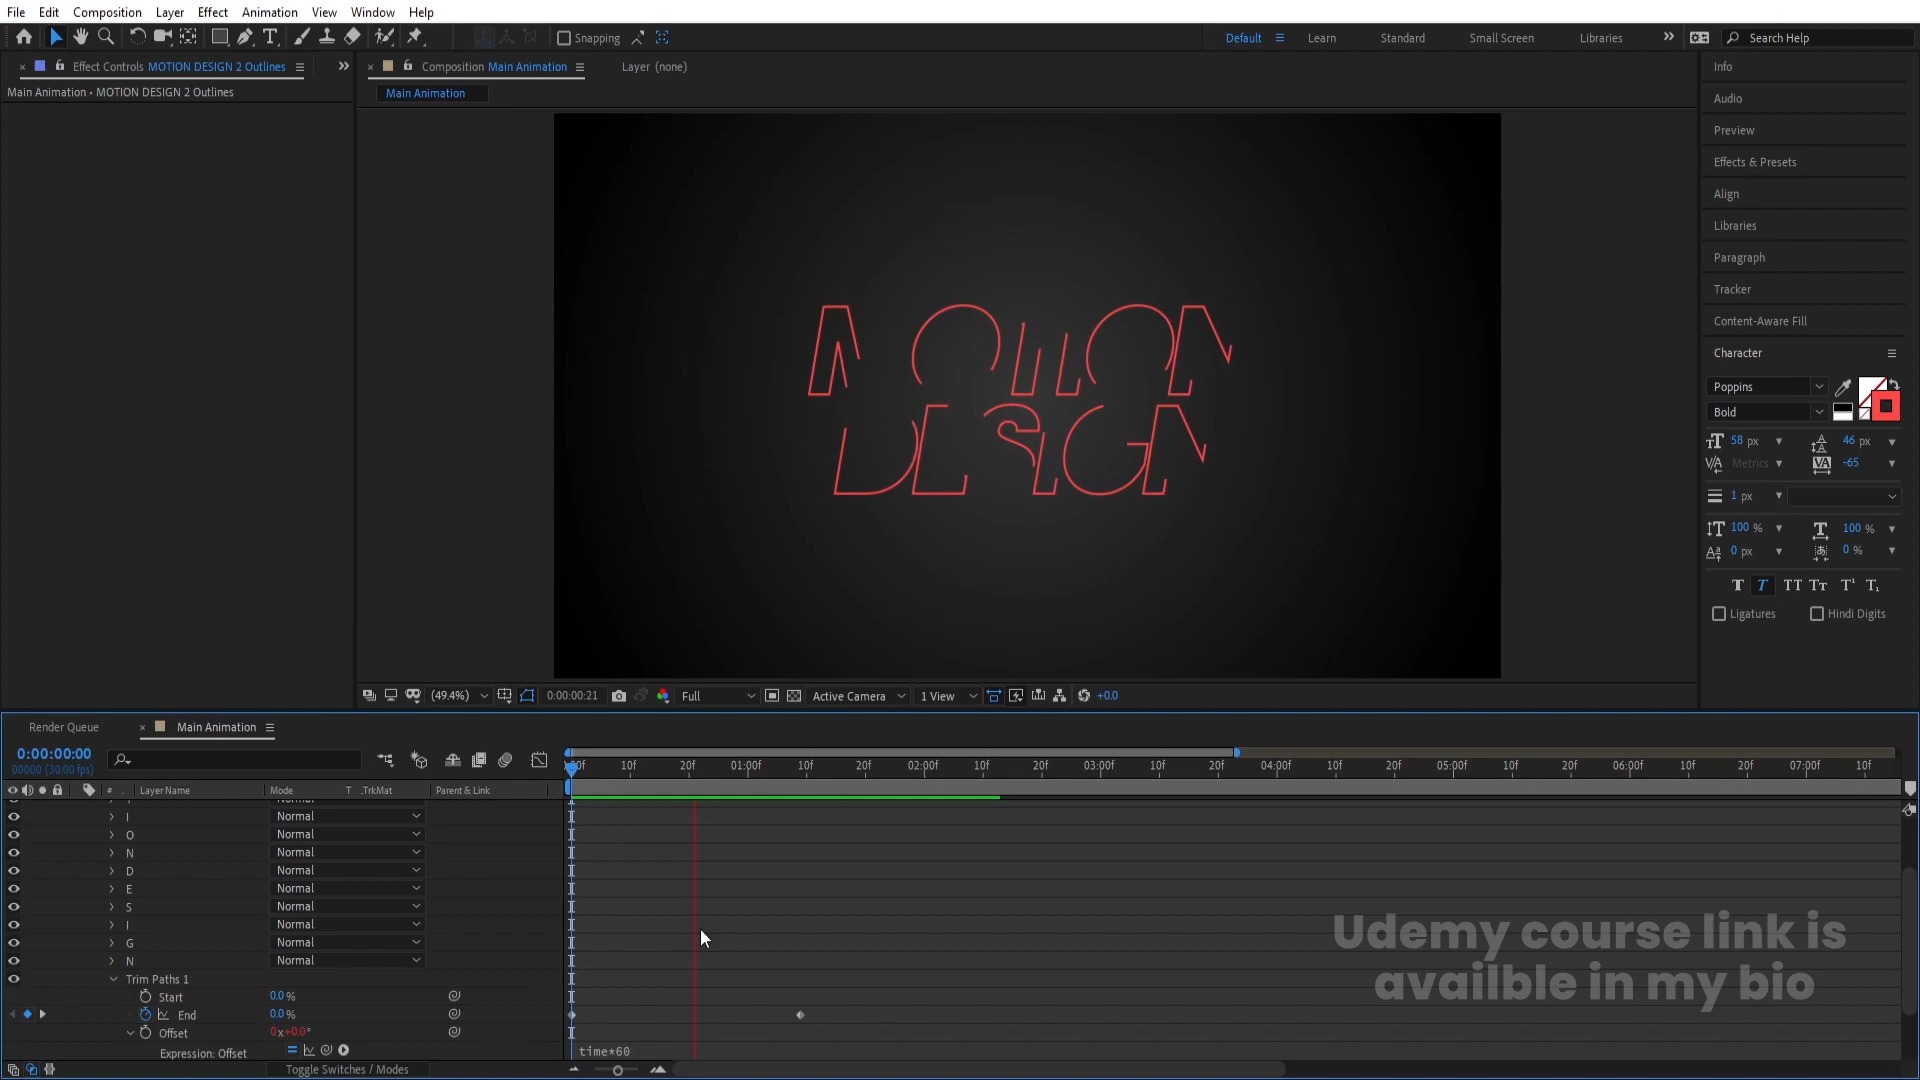 File Edit Composition Layer Effect Animation View Window Help
Snapping
Default Learn Standard Small Screen Libraries Search Help
Effect Controls MOTION DESIGN 2 Outlines
Composition Main Animation
Layer (none)
Main Animation • MOTION DESIGN 2 Outlines
Main Animation
MOTION
DESIGN
Info
Audio
Preview
Effects & Presets
Align
Libraries
Paragraph
Tracker
Content-Aware Fill
Character
Poppins
Bold
58 px 46 px
Metrics -65
1 px
100 % 100 %
0 px 0 %
Ligatures Hindi Digits
(49.4%) 0:00:00:21 Full Active Camera 1 View +0.0
Render Queue Main Animation
0:00:00:00
00000 (30.00 fps)
10f 20f 01:00f 10f 20f 02:00f 10f 20f 03:00f 10f 20f 04:00f 10f 20f 05:00f 10f 20f 06:00f 10f 20f 07:00f 10f
# Layer Name Mode T .TrkMat Parent & Link
I Normal
O Normal
N Normal
D Normal
E Normal
S Normal
I Normal
G Normal
N Normal
Trim Paths 1
Start 0.0 %
End 0.0 %
Offset 0x+0.0°
Expression: Offset time*60
Toggle Switches / Modes
Udemy course link is
availble in my bio